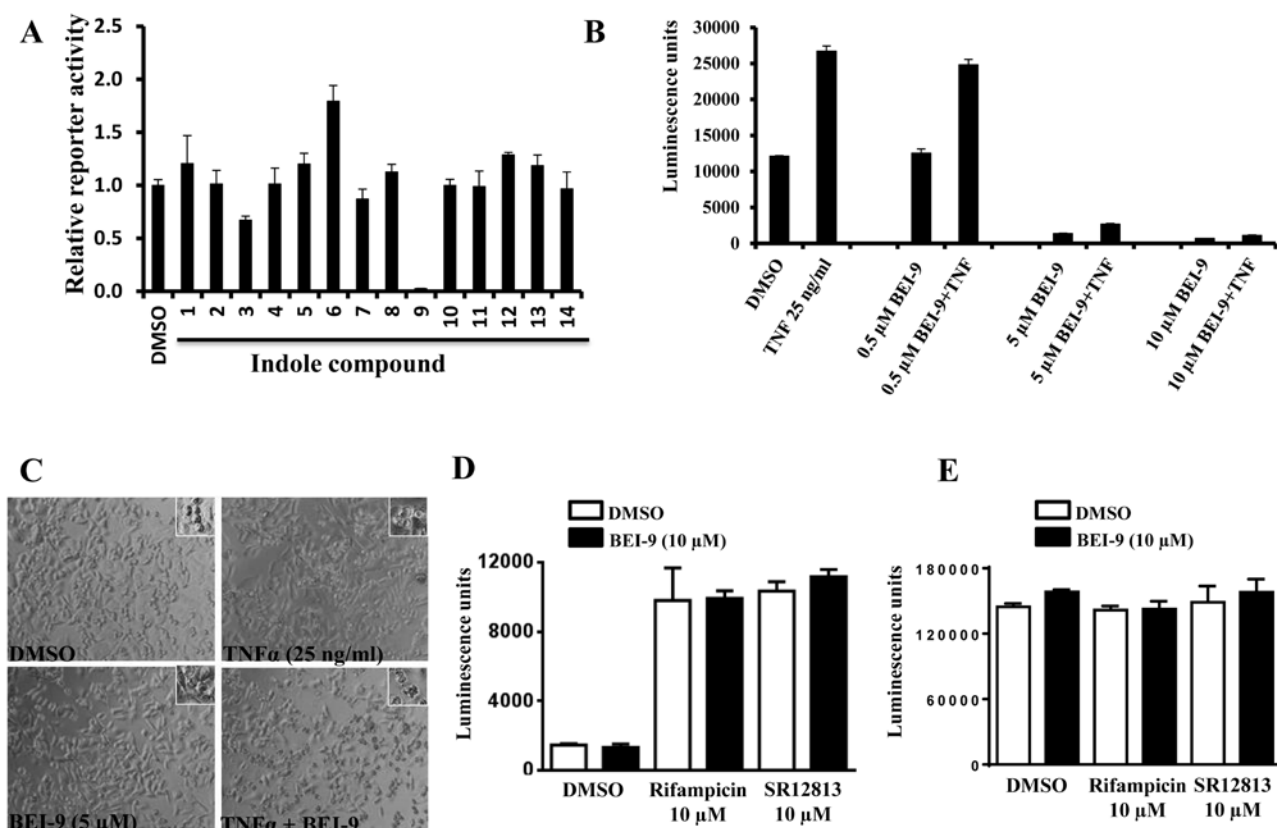 A
Relative reporter activity
2.5
2.0
1.5
1.0
0.5
0.0
DMSO
1
2
3
4
5
6
7
8
9
10
11
12
13
14
Indole compound
B
Luminescence units
30000
25000
20000
15000
10000
5000
0
DMSO
TNF 25 ng/ml
0.5 µM BEI-9
0.5 µM BEI-9+TNF
5 µM BEI-9
5 µM BEI-9+TNF
10 µM BEI-9
10 µM BEI-9+TNF
C
DMSO
TNFα (25 ng/ml)
BEI-9 (5 µM)
TNFα + BEI-9
D
DMSO
BEI-9 (10 µM)
Luminescence units
12000
8000
4000
0
DMSO
Rifampicin
10 µM
SR12813
10 µM
E
DMSO
BEI-9 (10 µM)
Luminescence units
180000
120000
60000
0
DMSO
Rifampicin
10 µM
SR12813
10 µM